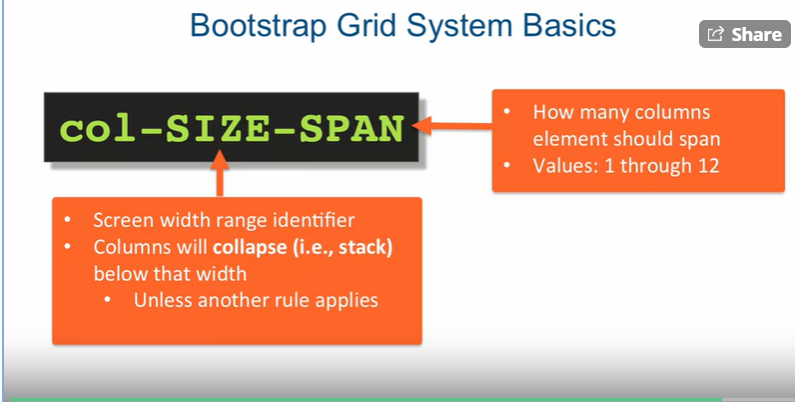 Bootstrap Grid System Basics
Share
col-SIZE-SPAN
• How many columns
element should span
• Values: 1 through 12
• Screen width range identifier
• Columns will collapse (i.e., stack)
below that width
• Unless another rule applies